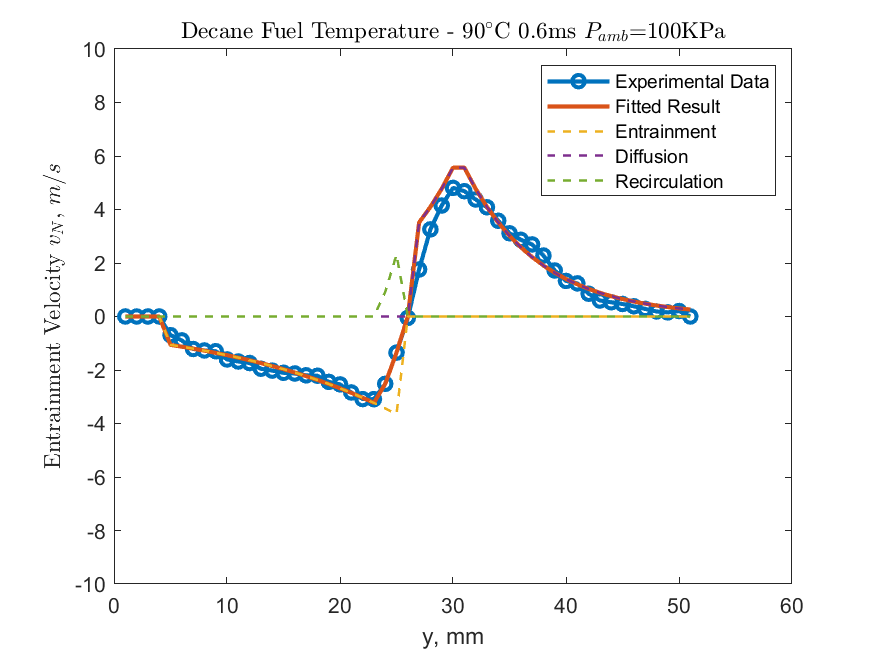 Decane Fuel Temperature - 90°C 0.6ms P_amb=100KPa
Experimental Data
Fitted Result
Entrainment
Diffusion
Recirculation
Entrainment Velocity v_N, m/s
10
8
6
4
2
0
-2
-4
-6
-8
-10
0 10 20 30 40 50 60
y, mm